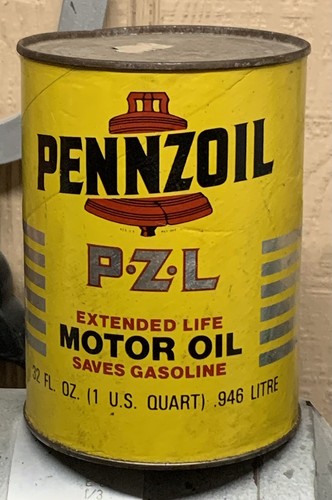 PENNZOIL
P·Z·L
EXTENDED LIFE
MOTOR OIL
SAVES GASOLINE
32 FL. OZ. (1 U.S. QUART) .946 LITRE